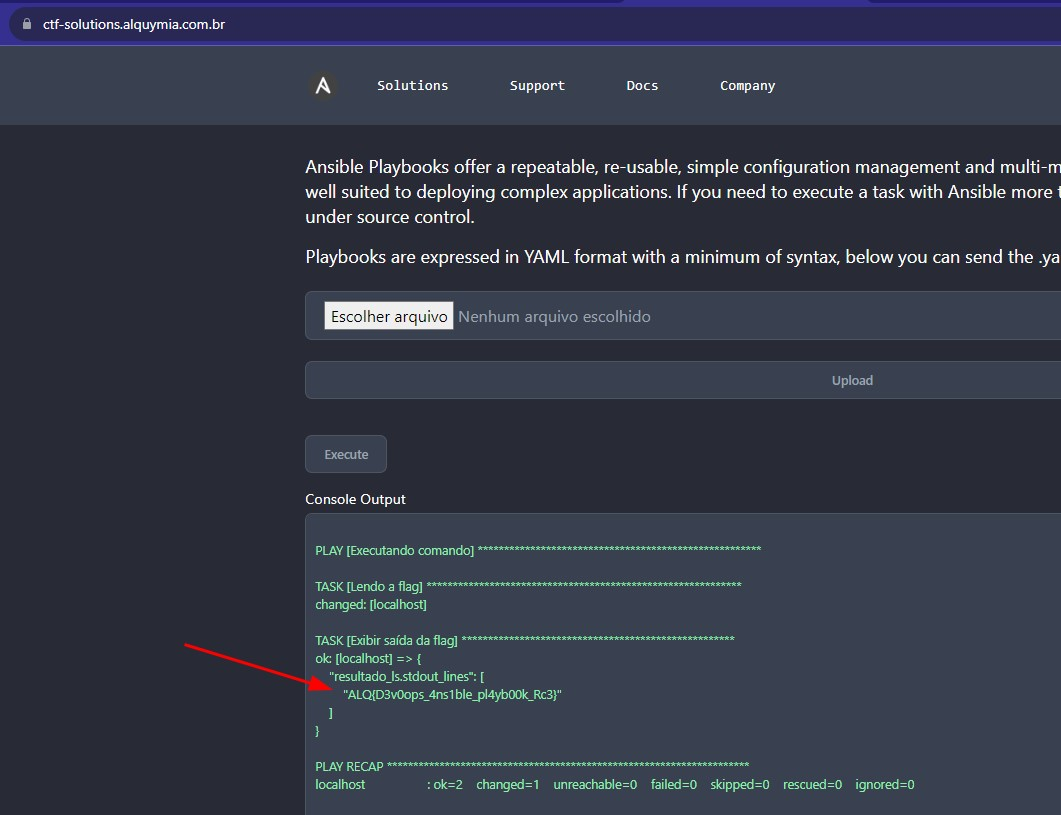 ctf-solutions.alquymia.com.br
Solutions Support Docs Company
Ansible Playbooks offer a repeatable, re-usable, simple configuration management and multi-m
well suited to deploying complex applications. If you need to execute a task with Ansible more t
under source control.
Playbooks are expressed in YAML format with a minimum of syntax, below you can send the .ya
Escolher arquivo Nenhum arquivo escolhido
Upload
Execute
Console Output
PLAY [Executando comando] ******************************************************
TASK [Lendo a flag] ************************************************************
changed: [localhost]
TASK [Exibir saída da flag] ****************************************************
ok: [localhost] => {
"resultado_ls.stdout_lines": [
"ALQ{D3v0ops_4ns1ble_pl4yb00k_Rc3}"
]
}
PLAY RECAP *********************************************************************
localhost : ok=2 changed=1 unreachable=0 failed=0 skipped=0 rescued=0 ignored=0